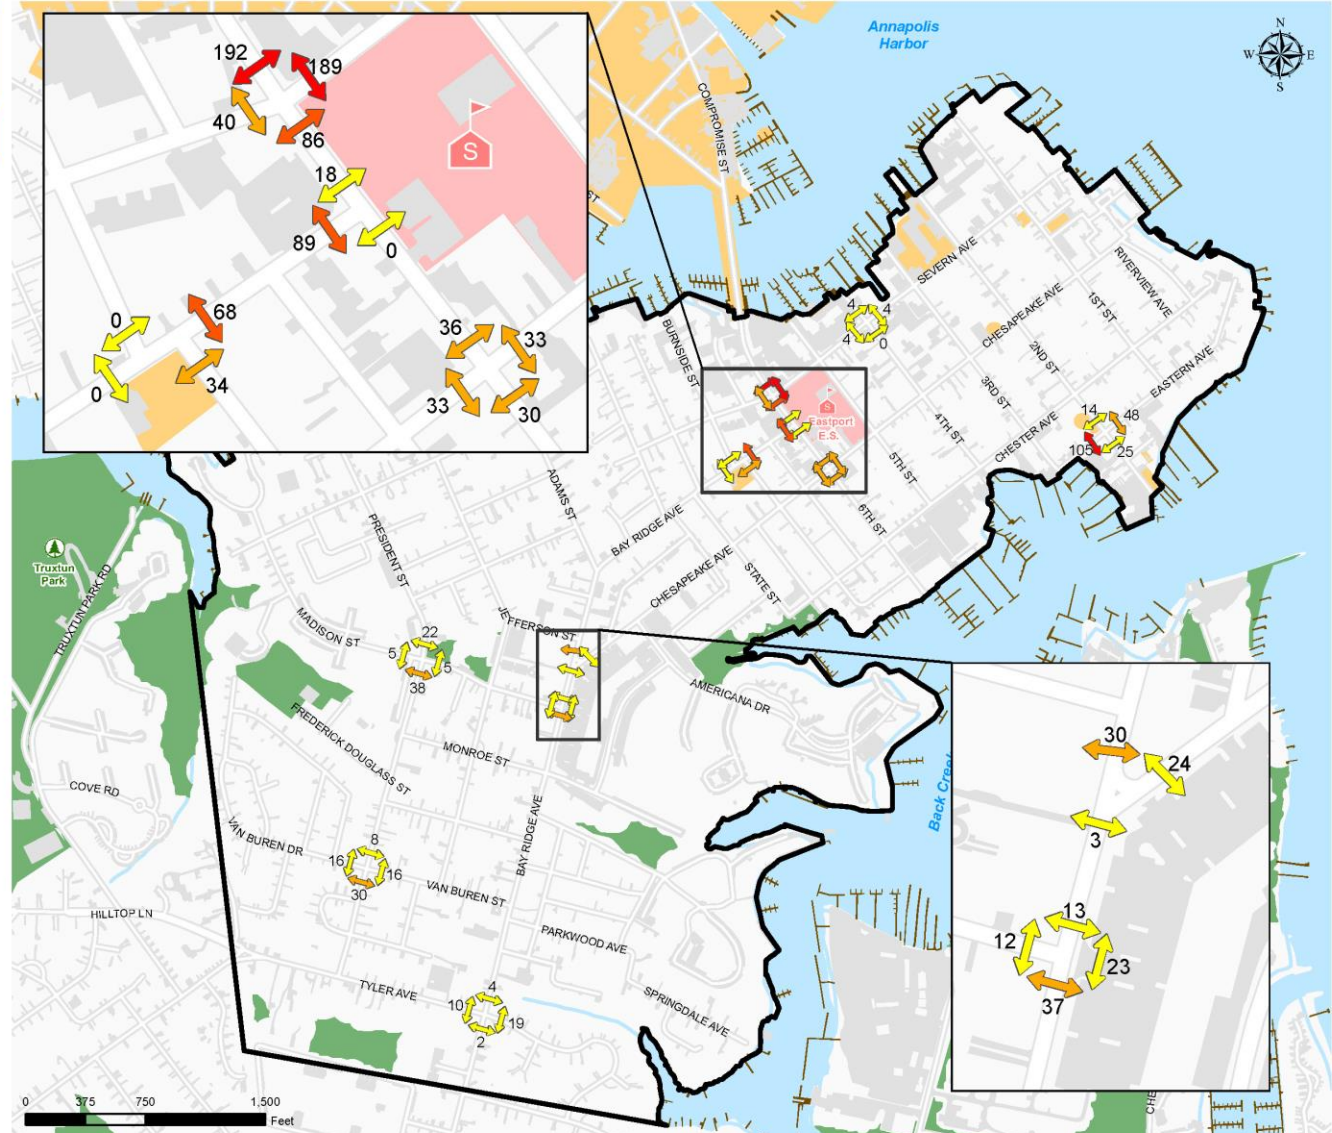 Annapolis
Harbor
N
W
E
S
192
189
40
86
S
18
89
0
0
68
0
34
36
33
33
30
COMPROMISE ST
ST
SEVERN AVE
RIVERVIEW AVE
1ST ST
CHESAPEAKE AVE
2ND ST
EASTERN AVE
3RD ST
4TH ST
CHESTER AVE
5TH ST
6TH ST
BURNSIDE ST
4
4
4
0
S
Eastport
E.S.
14
48
105
25
ADAMS ST
BAY RIDGE AVE
CHESAPEAKE AVE
STATE ST
PRESIDENT ST
Truxtun
Park
TRUXTUN PARK RD
MADISON ST
JEFFERSON ST
22
5
5
38
AMERICANA DR
FREDERICK DOUGLASS ST
MONROE ST
COVE RD
Back Creek
30
24
3
13
12
23
37
VAN BUREN DR
8
16
16
30
BAY RIDGE AVE
VAN BUREN ST
HILLTOP LN
PARKWOOD AVE
TYLER AVE
4
10
19
2
SPRINGDALE AVE
0
375
750
1,500
Feet